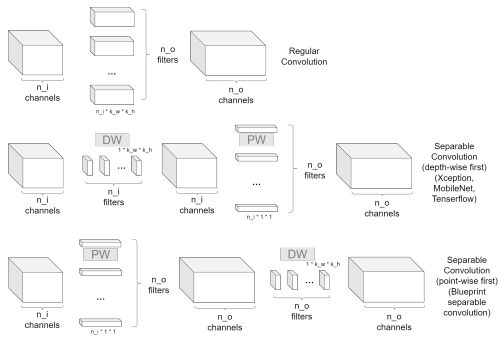 n_o
filters
Regular
Convolution
...
n_i
channels
n_i * k_w * k_h
n_o
channels
DW
1 * k_w * k_h
PW
Separable
Convolution
(depth-wise first)
(Xception,
MobileNet,
Tenserflow)
n_o
filters
...
...
n_i
channels
n_i
filters
n_i
channels
n_i * 1 * 1
n_o
channels
PW
DW
1 * k_w * k_h
Separable
Convolution
(point-wise first)
(Blueprint
separable
convolution)
n_o
filters
...
...
n_i
channels
n_i * 1 * 1
n_o
channels
n_o
filters
n_o
channels